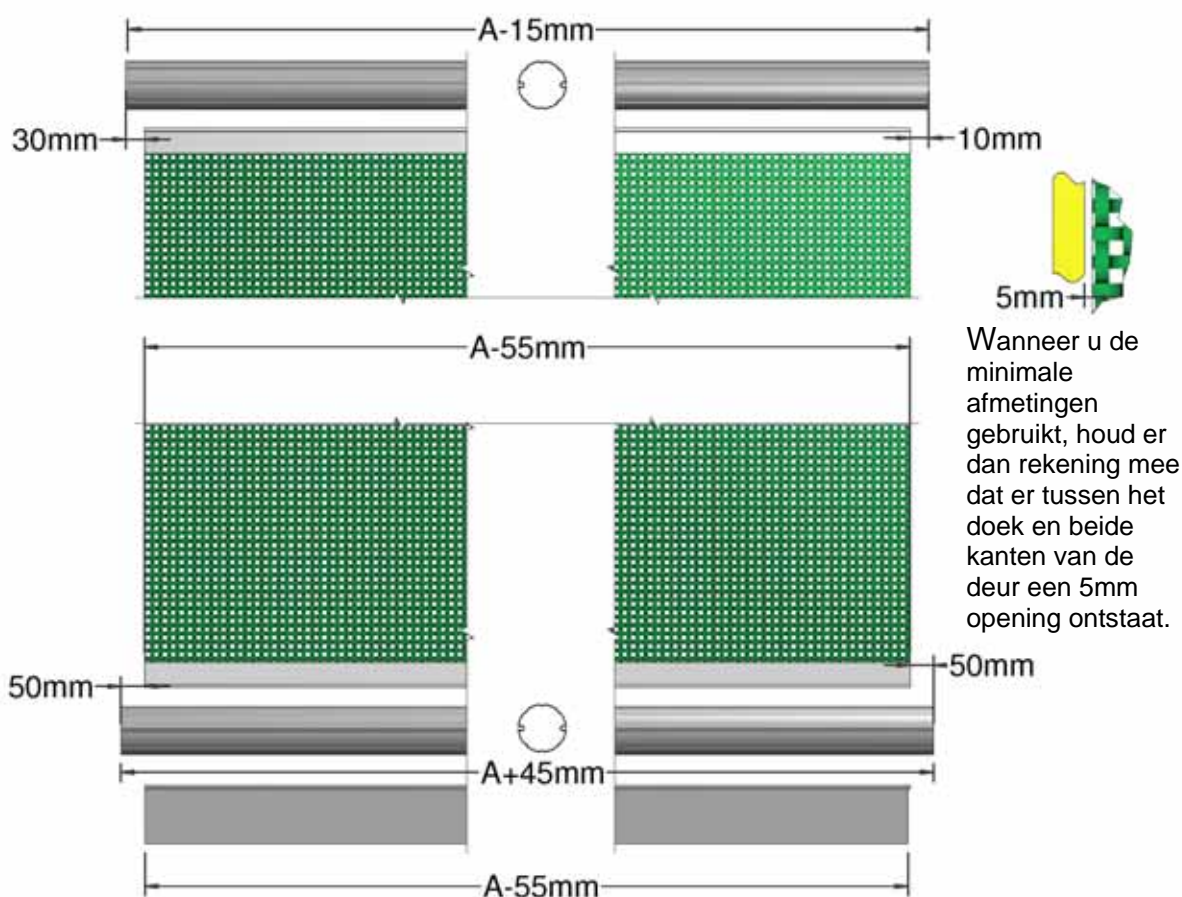 A-15mm
30mm
10mm
5mm
A-55mm
Wanneer u de
minimale
afmetingen
gebruikt, houd er
dan rekening mee
dat er tussen het
doek en beide
kanten van de
deur een 5mm
opening ontstaat.
50mm
50mm
A+45mm
A-55mm